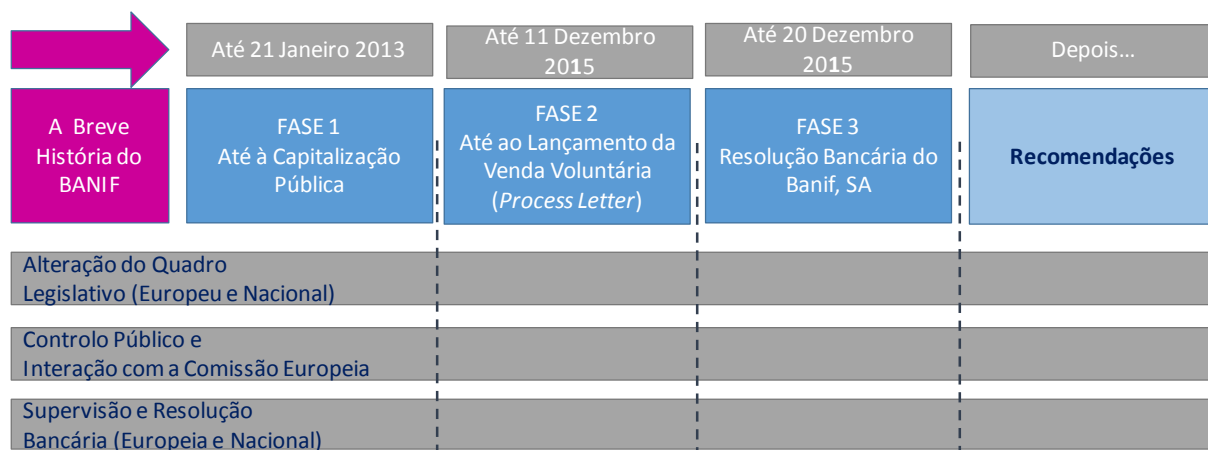 Até 21 Janeiro 2013
Até 11 Dezembro
2015
Até 20 Dezembro
2015
Depois...
A Breve
História do
BANIF
FASE 1
Até à Capitalização
Pública
FASE 2
Até ao Lançamento da
Venda Voluntária
(Process Letter)
FASE 3
Resolução Bancária do
Banif, SA
Recomendações
Alteração do Quadro
Legislativo (Europeu e Nacional)
Controlo Público e
Interação com a Comissão Europeia
Supervisão e Resolução
Bancária (Europeia e Nacional)